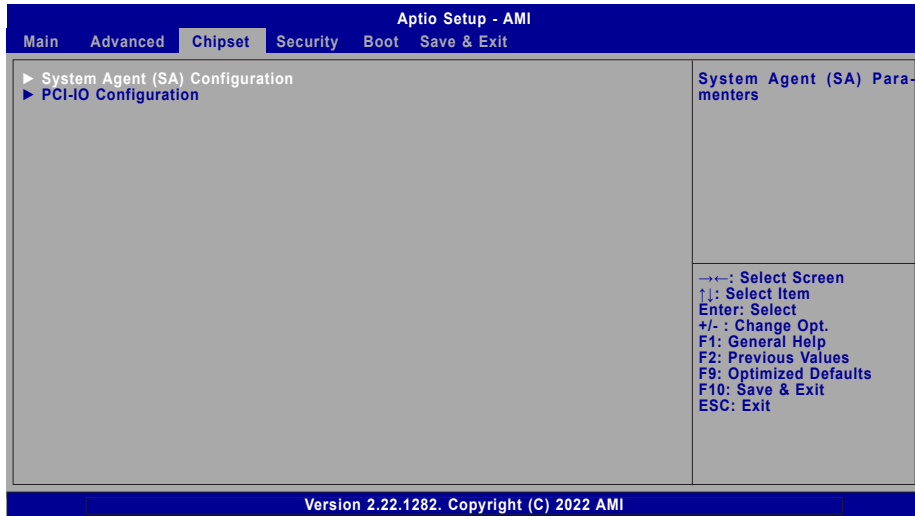 Aptio Setup - AMI
Main Advanced Chipset Security Boot Save & Exit
► System Agent (SA) Configuration
► PCI-IO Configuration
System Agent (SA) Para-
menters
→←: Select Screen
↑↓: Select Item
Enter: Select
+/- : Change Opt.
F1: General Help
F2: Previous Values
F9: Optimized Defaults
F10: Save & Exit
ESC: Exit
Version 2.22.1282. Copyright (C) 2022 AMI